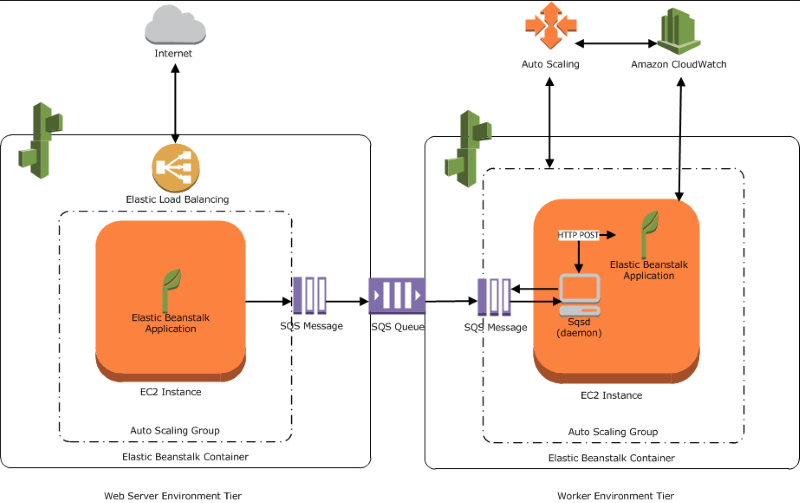 Internet
Auto Scaling
Amazon CloudWatch
Elastic Load Balancing
HTTP POST
Elastic Beanstalk
Application
Elastic Beanstalk
Application
SQS Message
SQS Queue
SQS Message
Sqsd
(daemon)
EC2 Instance
EC2 Instance
Auto Scaling Group
Auto Scaling Group
Elastic Beanstalk Container
Elastic Beanstalk Container
Web Server Environment Tier
Worker Environment Tier